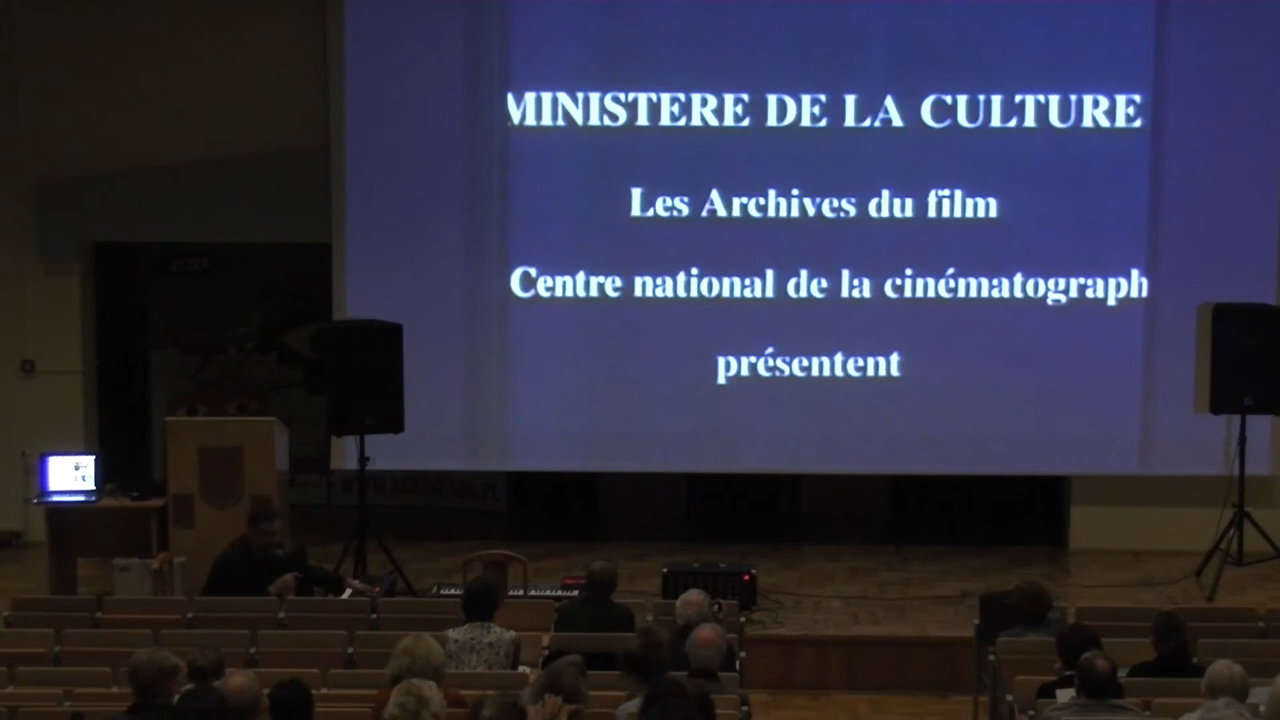 MINISTERE DE LA CULTURE
Les Archives du film
Centre national de la cinématograph
présentent